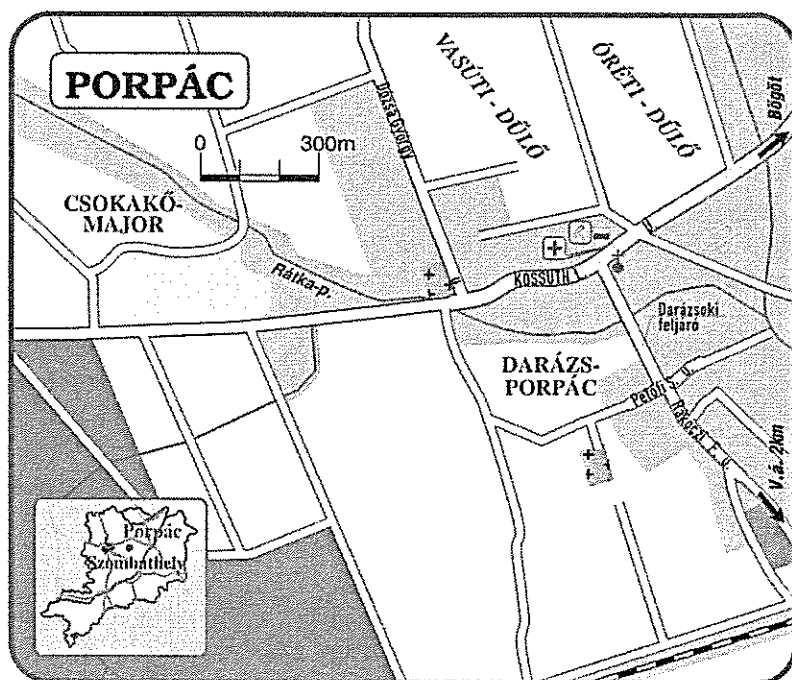 PORPÁC
0 300m
CSOKAKŐ-
MAJOR
Rátka-p.
Dózsa György
VASÚTI - DŰLŐ
ÓRÉTI - DŰLŐ
Bögöt
KOSSUTH
Darázsoki
feljáró
DARÁZS-
PORPÁC
Petőfi S. u.
Rákóczi F. u.
V.á. 2km
Porpác
Szombathely